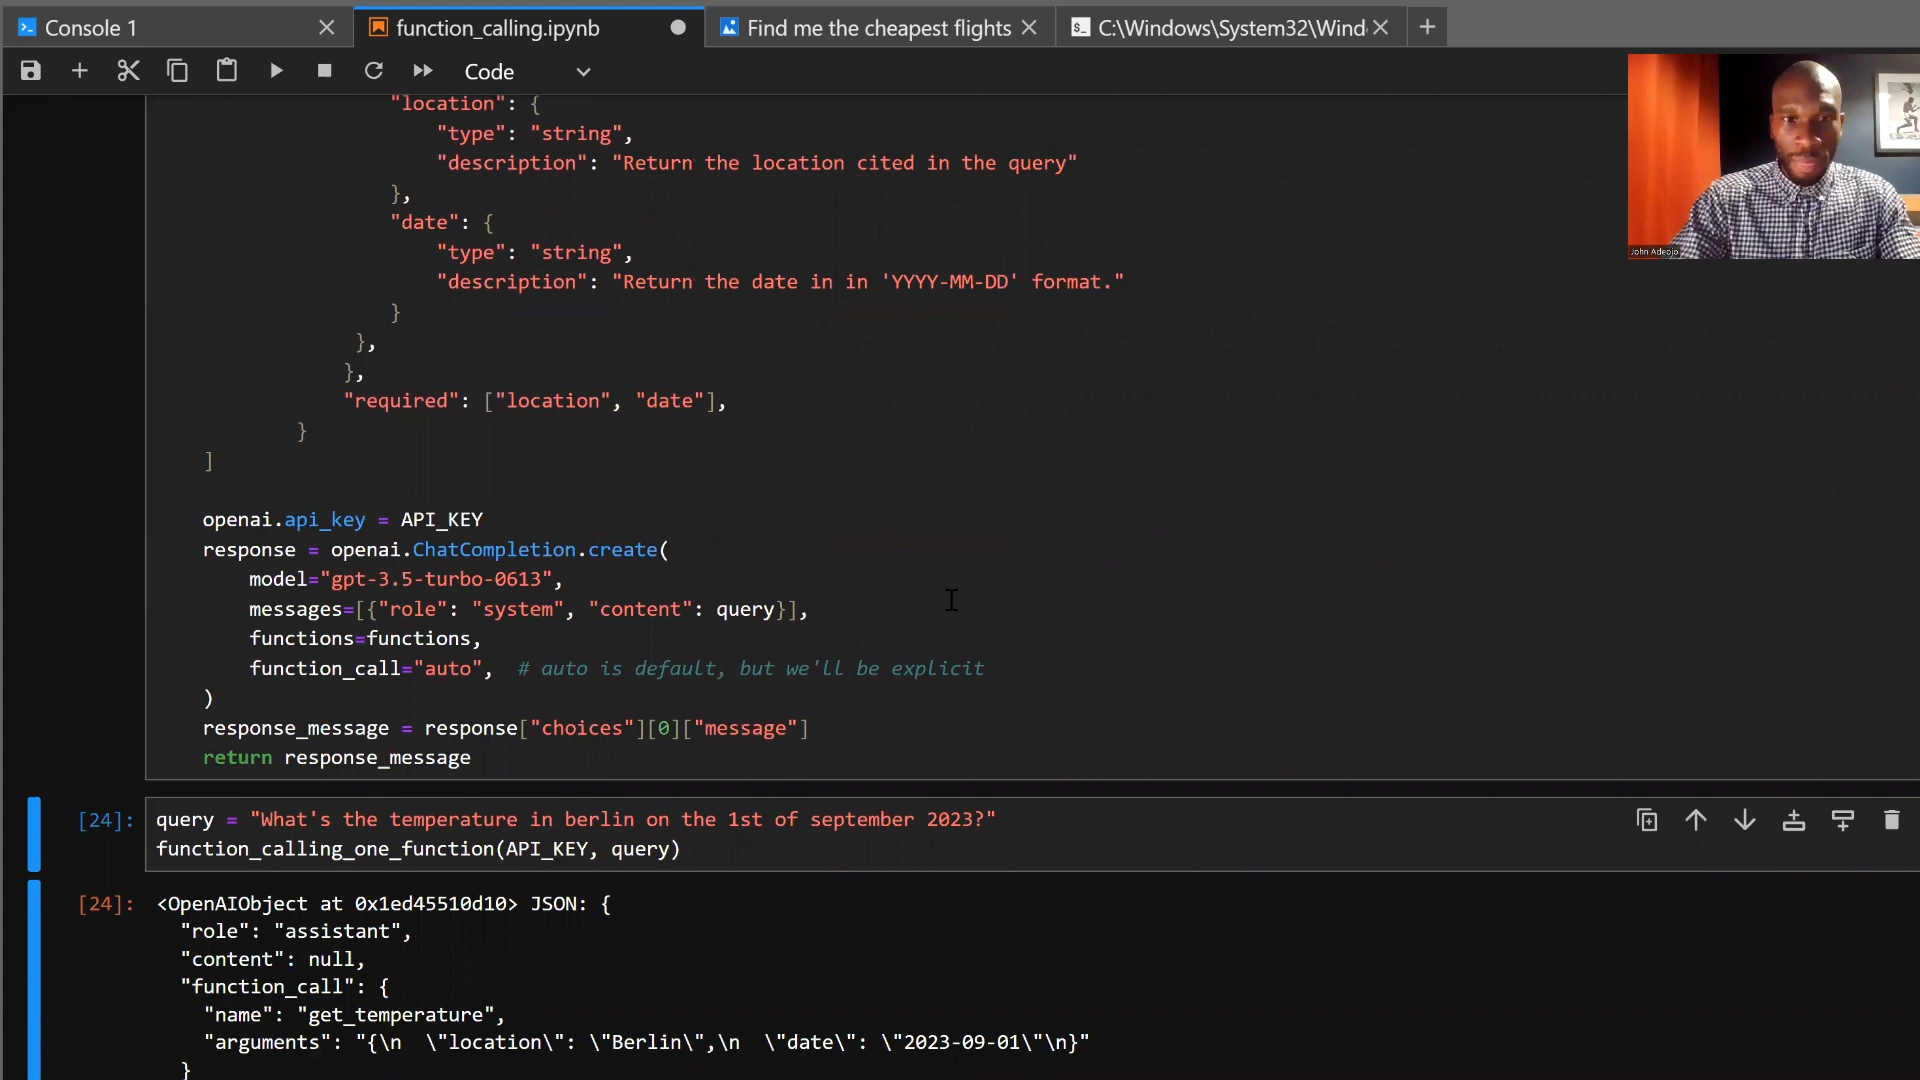 Console 1
function_calling.ipynb
Find me the cheapest flights
C:\Windows\System32\Wind
Code
"location": {
"type": "string",
"description": "Return the location cited in the query"
},
"date": {
"type": "string",
"description": "Return the date in in 'YYYY-MM-DD' format."
}
},
},
"required": ["location", "date"],
}
]
openai.api_key = API_KEY
response = openai.ChatCompletion.create(
model="gpt-3.5-turbo-0613",
messages=[{"role": "system", "content": query}],
functions=functions,
function_call="auto",  # auto is default, but we'll be explicit
)
response_message = response["choices"][0]["message"]
return response_message
[24]: query = "What's the temperature in berlin on the 1st of september 2023?"
function_calling_one_function(API_KEY, query)
[24]: <OpenAIObject at 0x1ed45510d10> JSON: {
"role": "assistant",
"content": null,
"function_call": {
"name": "get_temperature",
"arguments": "{\n  \"location\": \"Berlin\",\n  \"date\": \"2023-09-01\"\n}"
}
John Adeojo